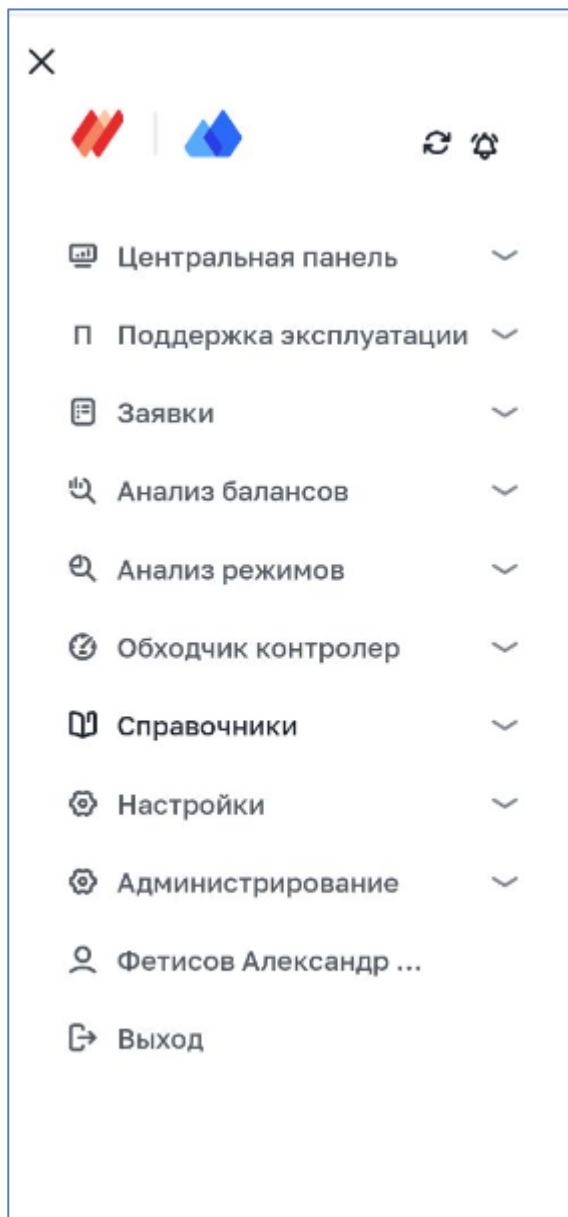 Центральная панель
П Поддержка эксплуатации
Заявки
Анализ балансов
Анализ режимов
Обходчик контролер
Справочники
Настройки
Администрирование
Фетисов Александр ...
Выход